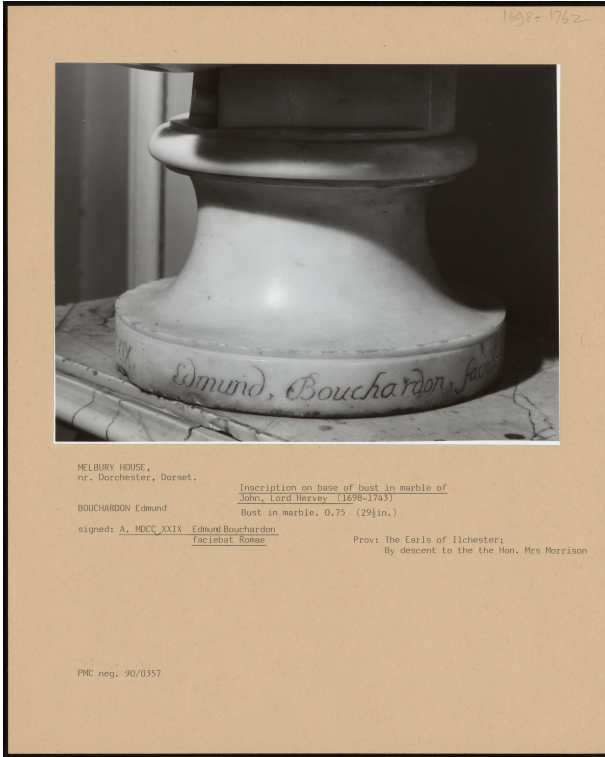 1698-1762
XIX. Edmund, Bouchardon, faci
MELBURY HOUSE,
nr. Dorchester, Dorset.
Inscription on base of bust in marble of
John, Lord Hervey (1698-1743)
BOUCHARDON Edmund
Bust in marble. 0.75 (29½in.)
signed: A. MDCC XXIX Edmund Bouchardon
faciebat Romae
Prov: The Earls of Ilchester;
By descent to the the Hon. Mrs Morrison
PMC neg. 90/0357